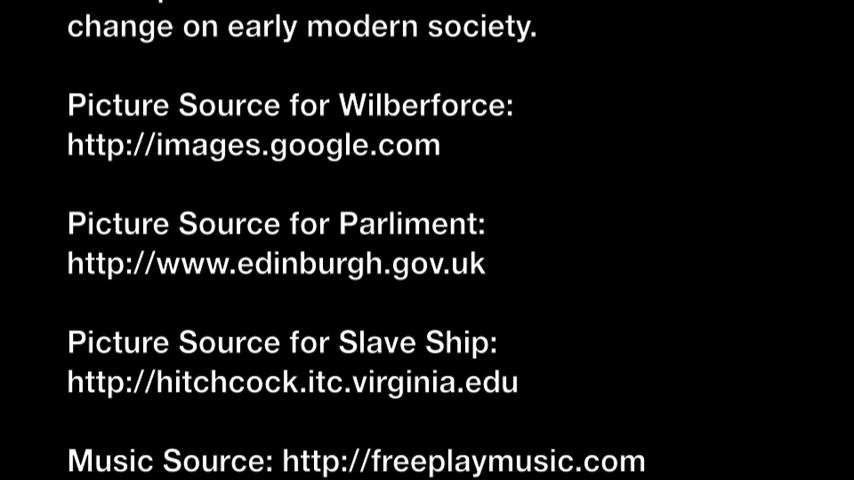 change on early modern society.
Picture Source for Wilberforce:
http://images.google.com
Picture Source for Parliment:
http://www.edinburgh.gov.uk
Picture Source for Slave Ship:
http://hitchcock.itc.virginia.edu
Music Source: http://freeplaymusic.com